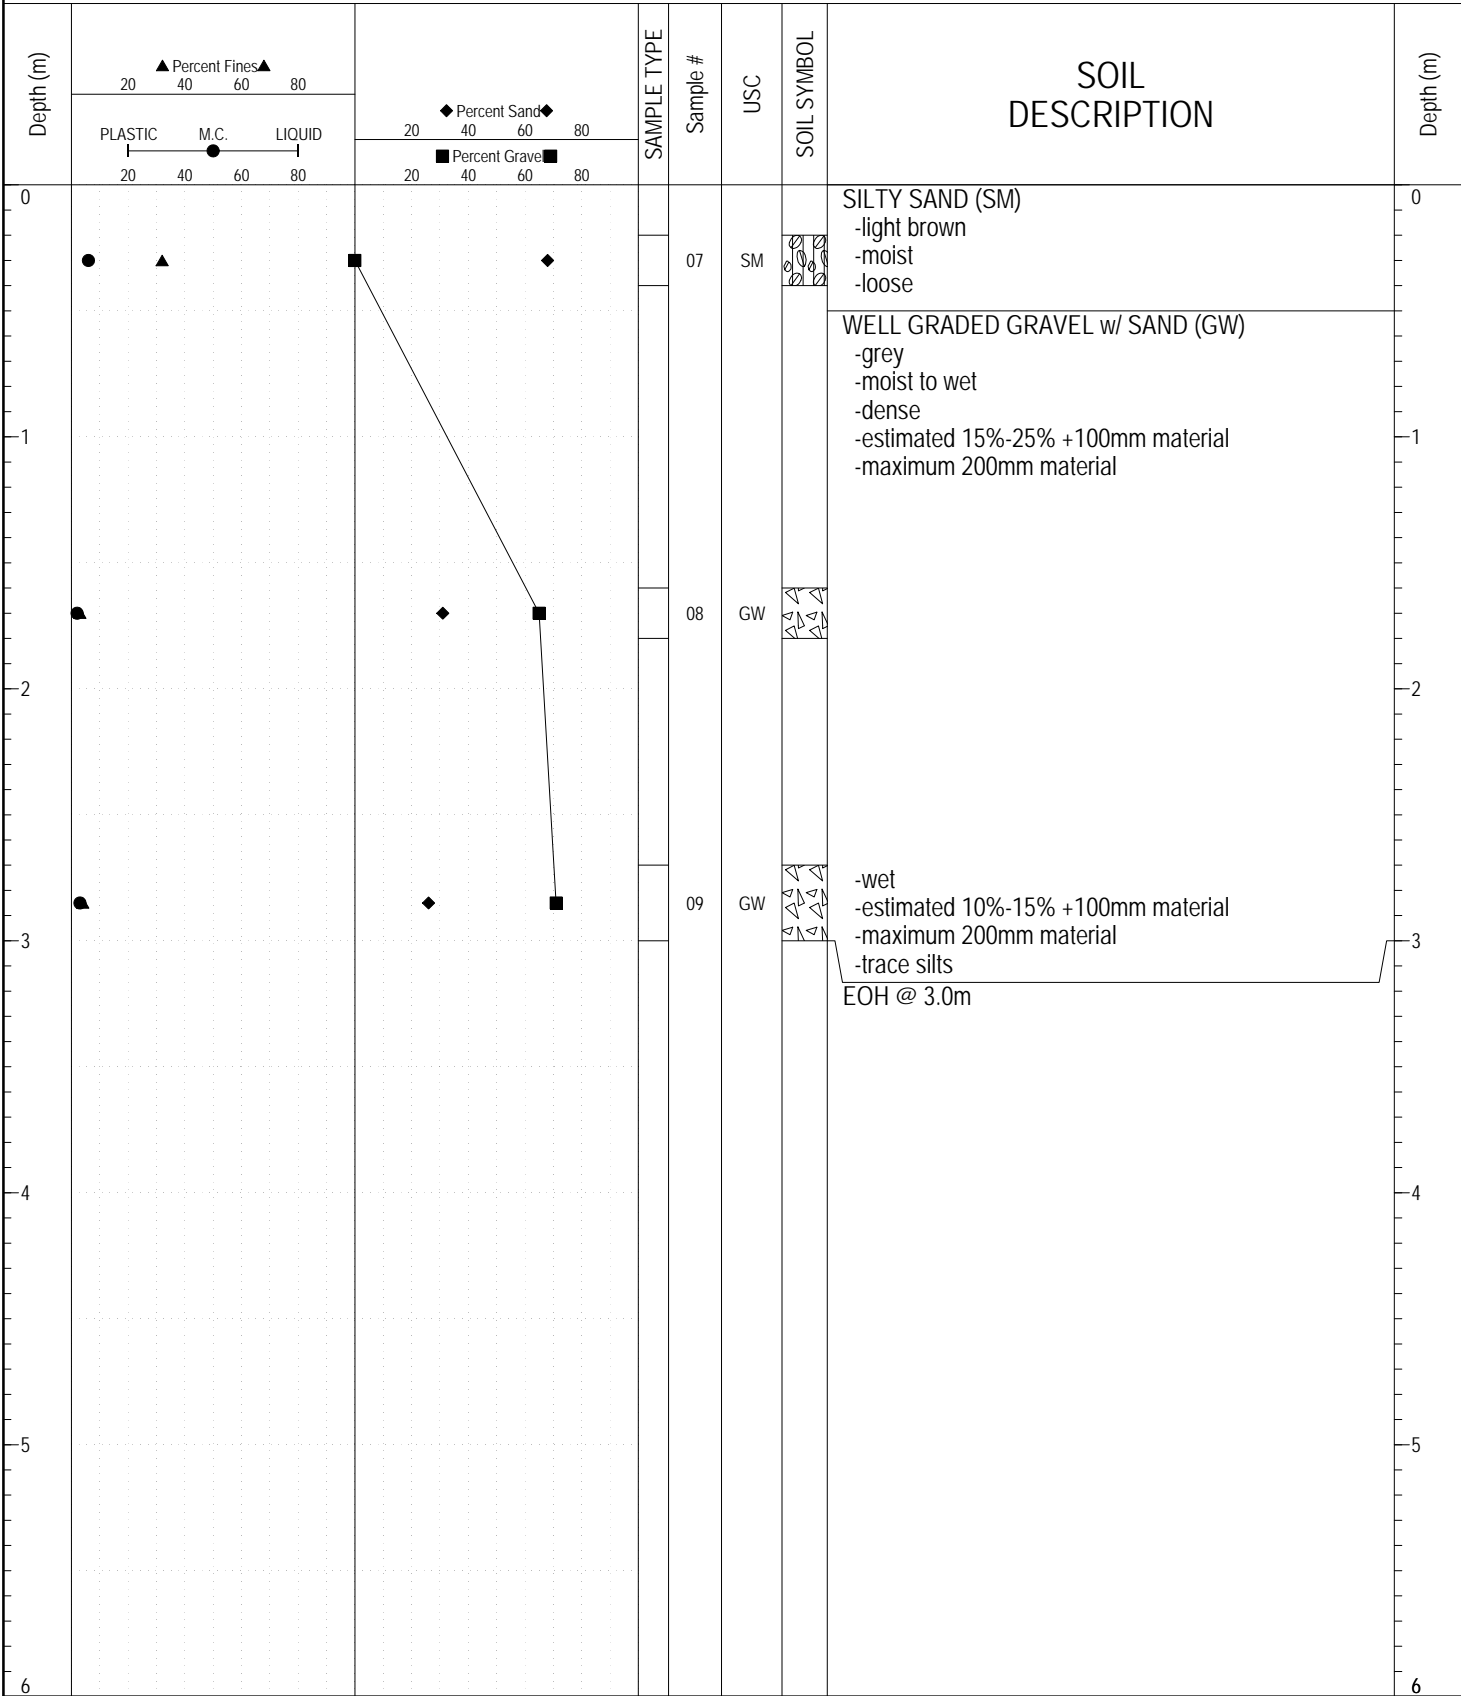 Depth (m)
Percent Fines
20 40 60 80
PLASTIC M.C. LIQUID
20 40 60 80
Percent Sand
20 40 60 80
Percent Gravel
20 40 60 80
SAMPLE TYPE
Sample #
USC
SOIL SYMBOL
SOIL
DESCRIPTION
Depth (m)
0 0
SILTY SAND (SM)
-light brown
07 SM -moist
-loose
WELL GRADED GRAVEL w/ SAND (GW)
-grey
-moist to wet
-dense
1 -estimated 15%-25% +100mm material 1
-maximum 200mm material
08 GW
2 2
-wet
09 GW -estimated 10%-15% +100mm material
3 -maximum 200mm material 3
-trace silts
EOH @ 3.0m
4 4
5 5
6 6